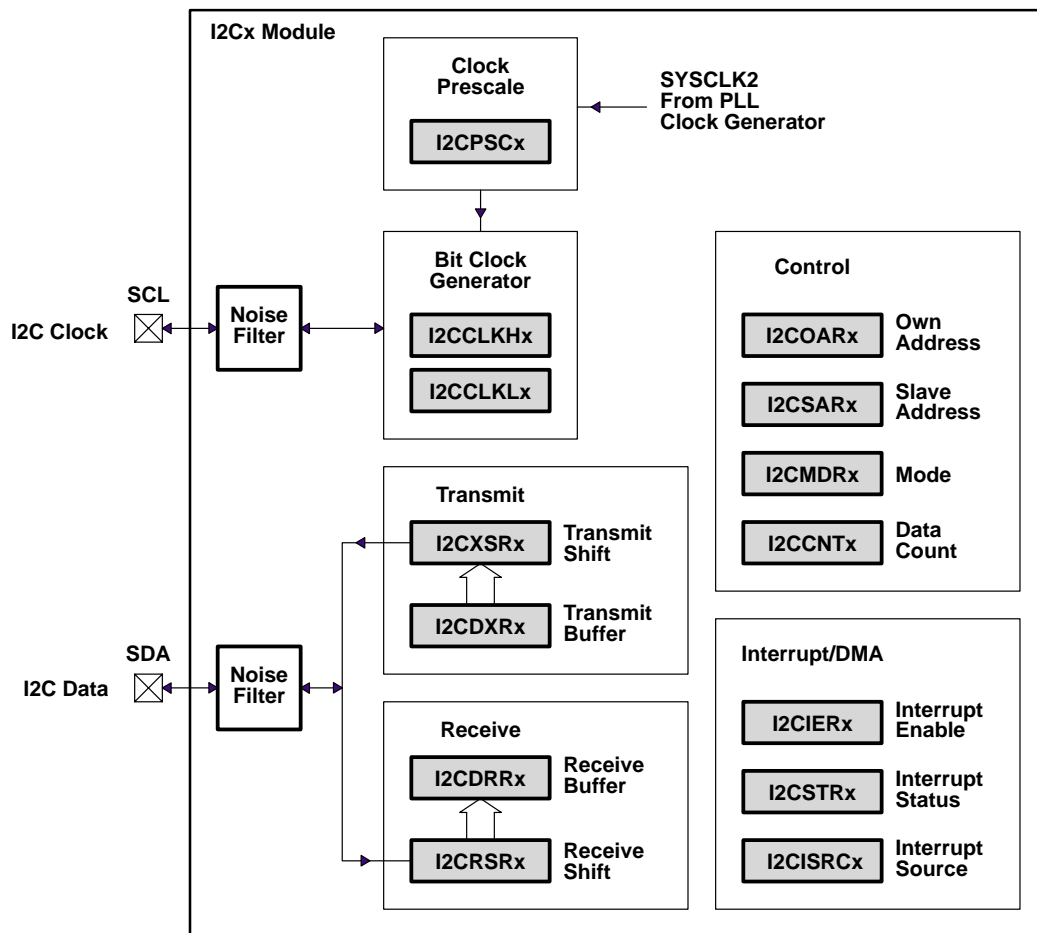 I2Cx Module
Clock
Prescale
I2CPSCx
SYSCLK2
From PLL
Clock Generator
Bit Clock
Generator
I2CCLKHx
I2CCLKLx
SCL
I2C Clock
Noise
Filter
Control
I2COARx
Own
Address
I2CSARx
Slave
Address
I2CMDRx
Mode
I2CCNTx
Data
Count
Transmit
I2CXSRx
Transmit
Shift
I2CDXRx
Transmit
Buffer
SDA
I2C Data
Noise
Filter
Receive
I2CDRRx
Receive
Buffer
I2CRSRx
Receive
Shift
Interrupt/DMA
I2CIERx
Interrupt
Enable
I2CSTRx
Interrupt
Status
I2CISRCx
Interrupt
Source